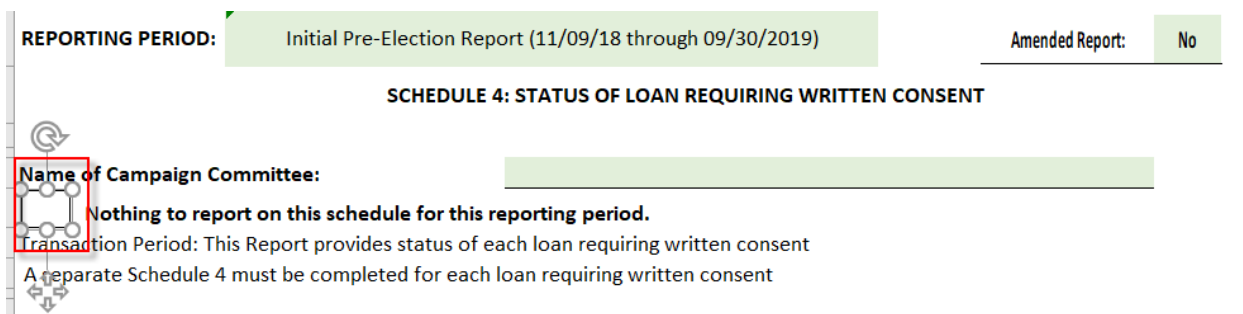 REPORTING PERIOD: Initial Pre-Election Report (11/09/18 through 09/30/2019) Amended Report: No
SCHEDULE 4: STATUS OF LOAN REQUIRING WRITTEN CONSENT
Name of Campaign Committee:
Nothing to report on this schedule for this reporting period.
Transaction Period: This Report provides status of each loan requiring written consent
A separate Schedule 4 must be completed for each loan requiring written consent